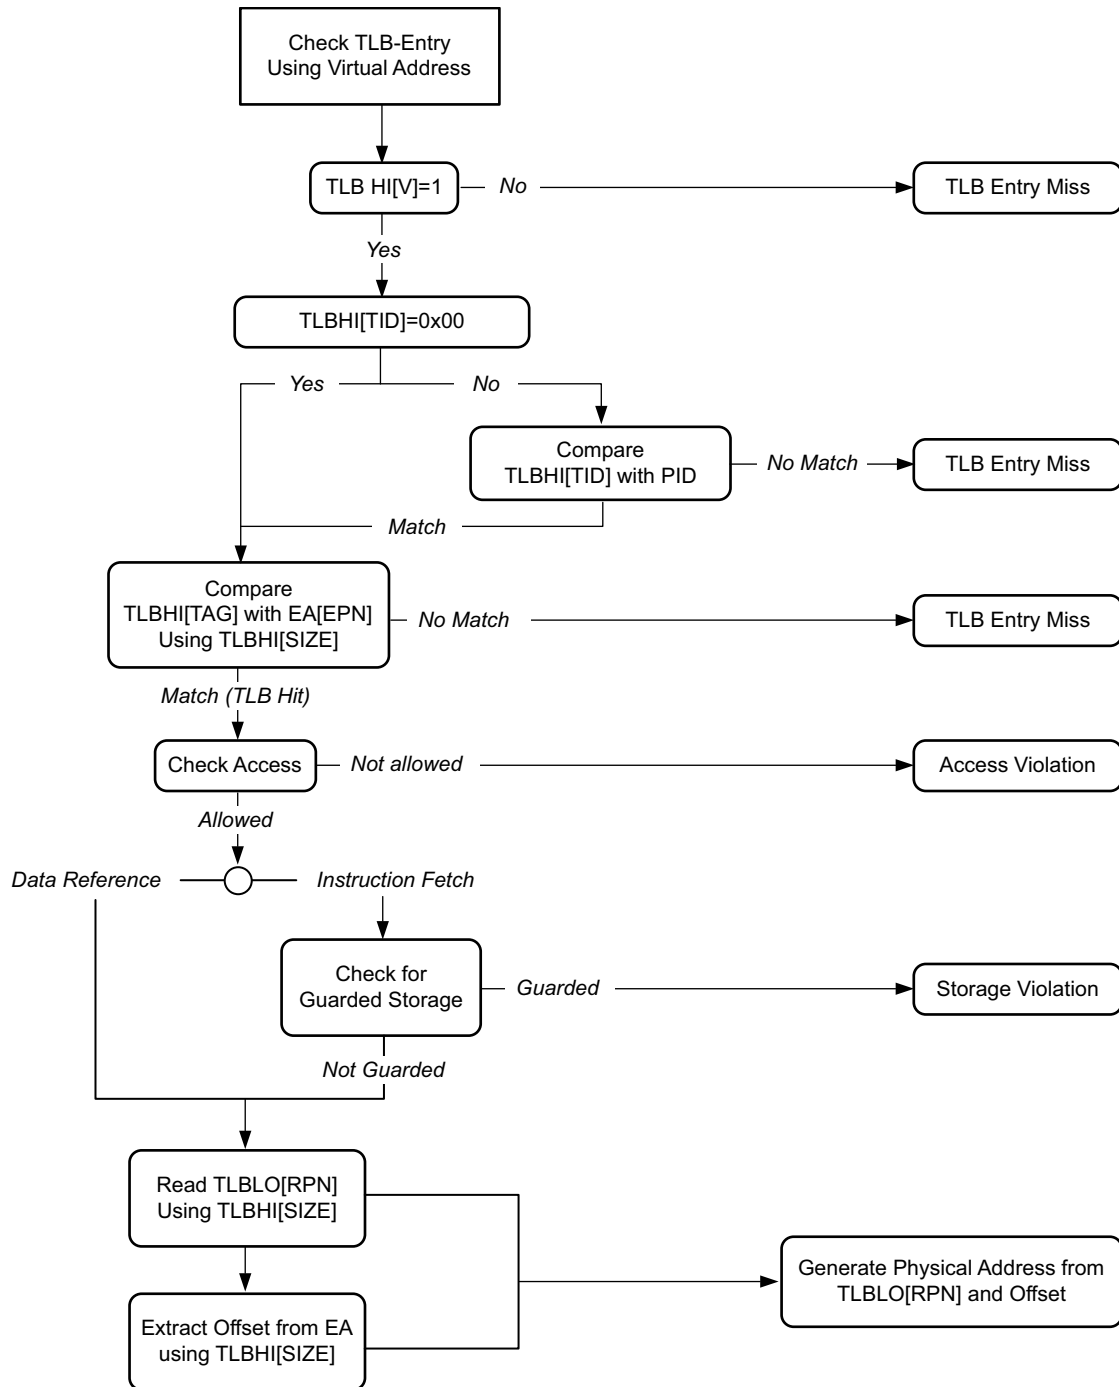 Check TLB-Entry
Using Virtual Address
TLB HI[V]=1
No
TLB Entry Miss
Yes
TLBHI[TID]=0x00
Yes
No
Compare
TLBHI[TID] with PID
No Match
TLB Entry Miss
Match
Compare
TLBHI[TAG] with EA[EPN]
Using TLBHI[SIZE]
No Match
TLB Entry Miss
Match (TLB Hit)
Check Access
Not allowed
Access Violation
Allowed
Data Reference
Instruction Fetch
Check for
Guarded Storage
Guarded
Storage Violation
Not Guarded
Read TLBLO[RPN]
Using TLBHI[SIZE]
Generate Physical Address from
TLBLO[RPN] and Offset
Extract Offset from EA
using TLBHI[SIZE]